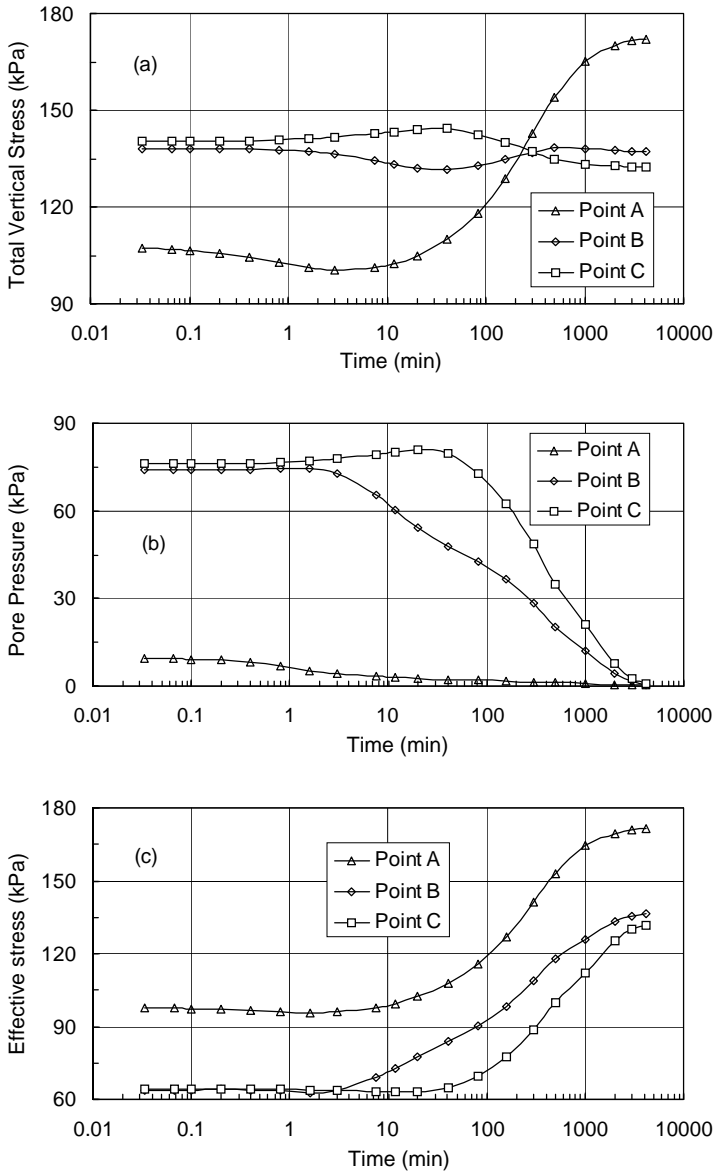 180
150
120
90
Total Vertical Stress (kPa)
(a)
Point A
Point B
Point C
0.01 0.1 1 10 100 1000 10000
Time (min)
90
60
30
0
Pore Pressure (kPa)
(b)
Point A
Point B
Point C
0.01 0.1 1 10 100 1000 10000
Time (min)
180
150
120
90
60
Effective stress (kPa)
(c)
Point A
Point B
Point C
0.01 0.1 1 10 100 1000 10000
Time (min)